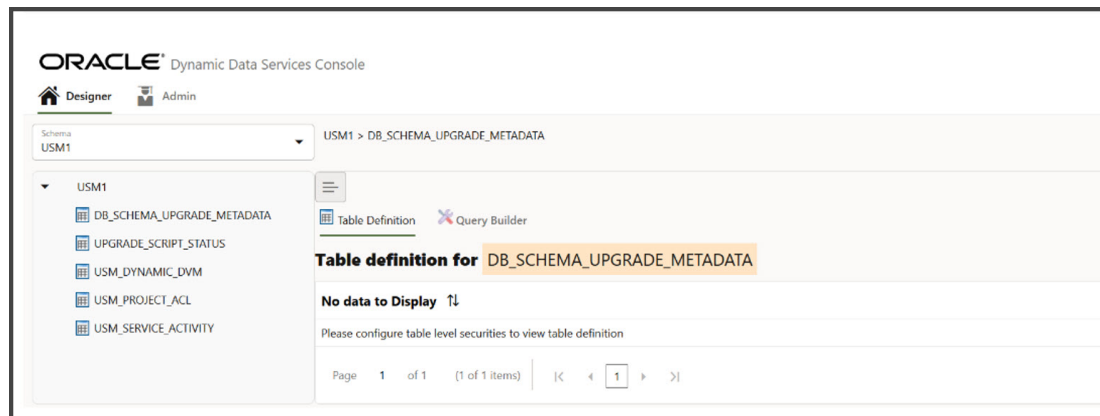 ORACLE® Dynamic Data Services Console
Designer Admin
Schema
USM1
USM1 > DB_SCHEMA_UPGRADE_METADATA
USM1
DB_SCHEMA_UPGRADE_METADATA
UPGRADE_SCRIPT_STATUS
USM_DYNAMIC_DVM
USM_PROJECT_ACL
USM_SERVICE_ACTIVITY
Table Definition Query Builder
Table definition for DB_SCHEMA_UPGRADE_METADATA
No data to Display
Please configure table level securities to view table definition
Page 1 of 1 (1 of 1 items) 1